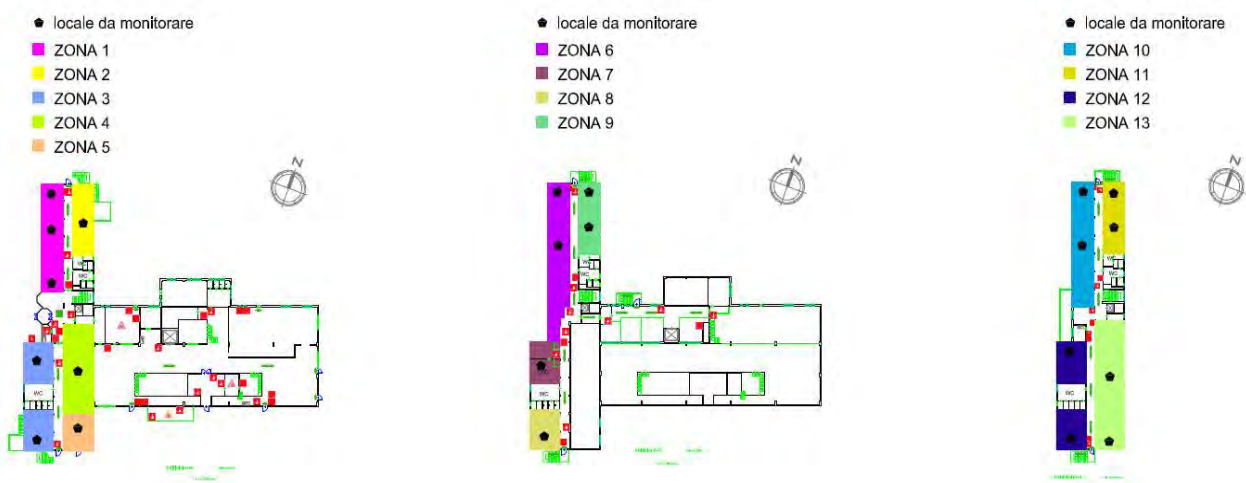 locale da monitorare
ZONA 1
ZONA 2
ZONA 3
ZONA 4
ZONA 5
N
WC
WC
locale da monitorare
ZONA 6
ZONA 7
ZONA 8
ZONA 9
N
WC
WC
locale da monitorare
ZONA 10
ZONA 11
ZONA 12
ZONA 13
N
WC
WC